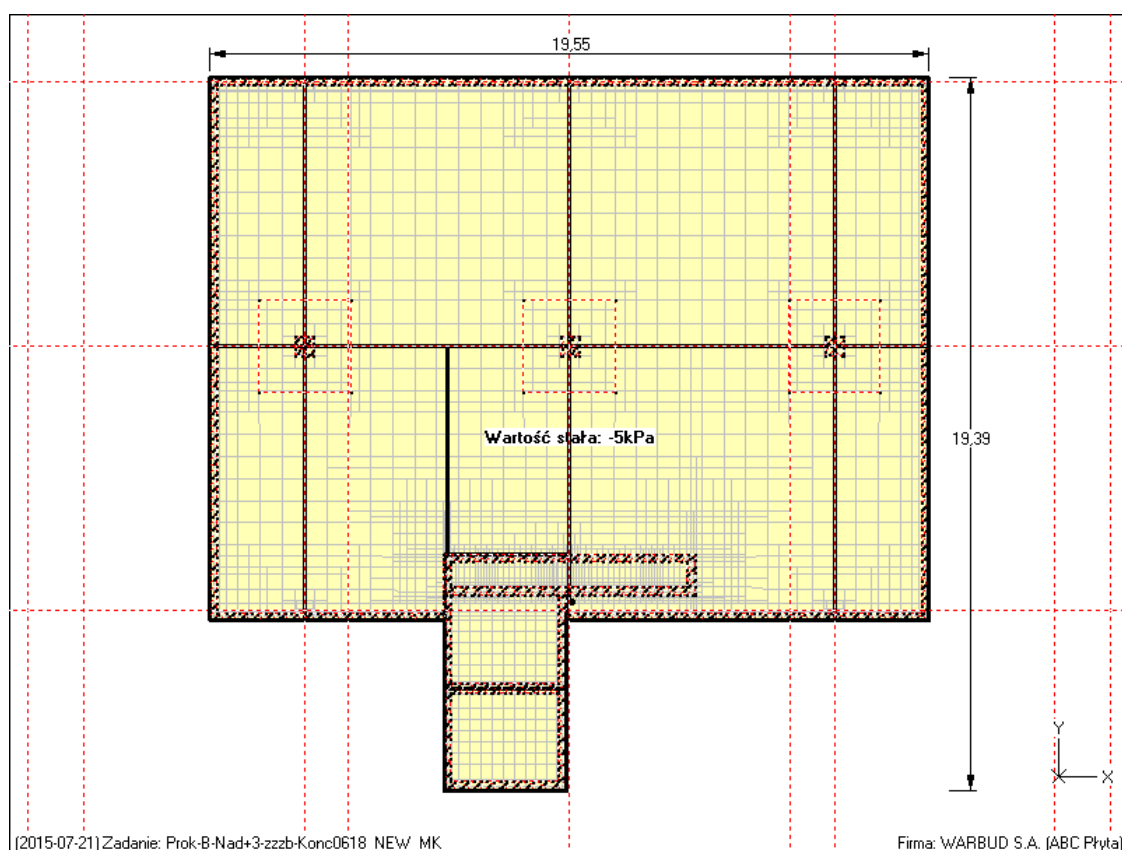 19,55
Wartość stała: -5kPa
19,39
Y
X
(2015-07-21) Zadanie: Prok-B-Nad+3-zzzb-Konc0618_NEW_MK
Firma: WARBUD S.A. (ABC Płyta)